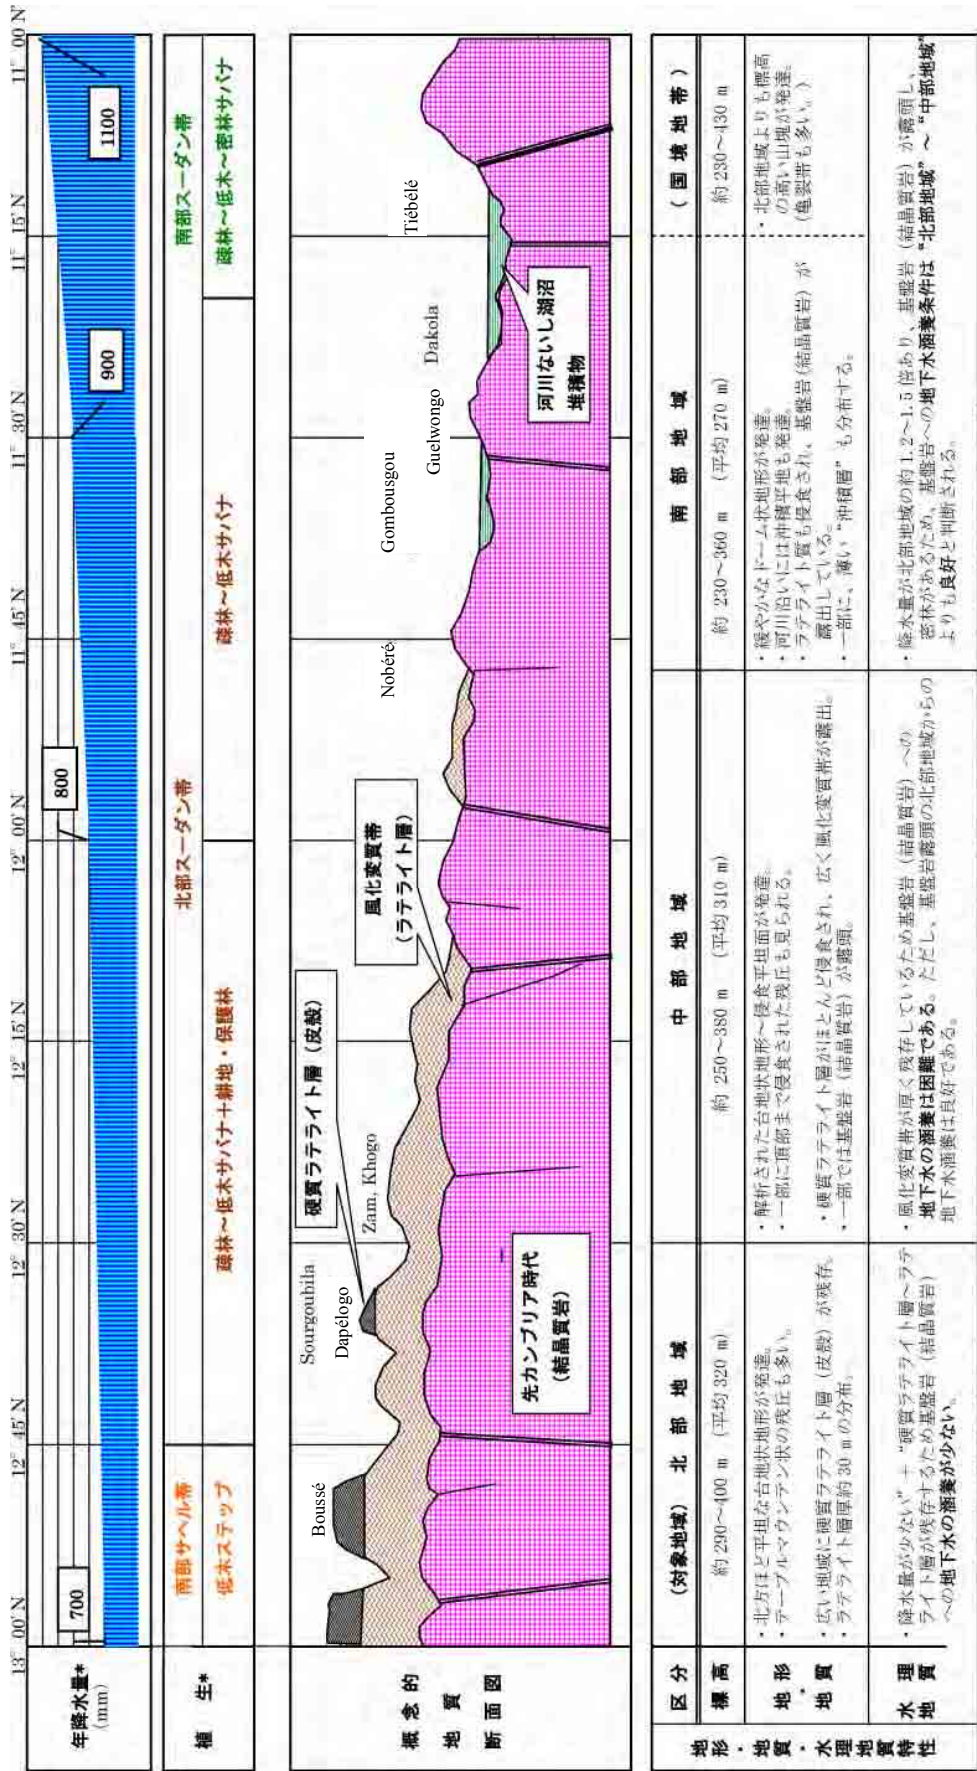 13° 00' N
12° 45' N
12° 30' N
12° 15' N
12° 00' N
11° 45' N
11° 30' N
11° 15' N
11° 00' N
年降水量*
(mm)
700
800
900
1100
植 生*
南部サヘル帯
北部スーダン帯
南部スーダン帯
低木ステップ
疎林～低木サバナ＋耕地・保護林
疎林～低木サバナ
疎林～低木～密林サバナ
概念的
地 質
断面図
Boussé
Sourgoubila
Dapélogo
Zam, Khogo
Nobéré
Gombousgou
Guelwongo
Dakola
Tiébélé
硬質ラテライト層（皮殻）
風化変質帯
（ラテライト層）
河川ないし湖沼
堆積物
先カンブリア時代
（結晶質岩）
地形・地質・水理地質特性
区 分
（対象地域） 北 部 地 域
中 部 地 域
南 部 地 域
（国境地帯）
標 高
約 290～400 m （平均 320 m）
約 250～380 m （平均 310 m）
約 230～360 m （平均 270 m）
約 230～430 m
地 形
・
地 質
・北方ほど平坦な台地状地形が発達。
・テーブルマウンテン状の残丘も多い。
・広い地域に硬質ラテライト層（皮殻）が残存。
・ラテライト層厚約 30 m の分布。
・解析された台地状地形～侵食平坦面が発達。
・一部に頂部まで侵食された残丘も見られる。
・硬質ラテライト層がほとんど侵食され、広く風化変質帯が露出。
・一部では基盤岩（結晶質岩）が露頭。
・緩やかなドーム状地形が発達。
・河川沿いには沖積平地も発達。
・ラテライト質も侵食され、基盤岩（結晶質岩）が
露出している。
・一部に、薄い“沖積層”も分布する。
・北部地域よりも標高
の高い山塊が発達。
（亀裂帯も多い。）
水 理
地 質
・降水量が少ない” ＋ “硬質ラテライト層～ラテ
ライト層が残存するため基盤岩（結晶質岩）
への地下水の涵養が少ない。
・風化変質帯が厚く残存しているため基盤岩（結晶質岩）への
地下水の涵養は困難である。ただし、基盤岩露頭の北部地域からの
地下水涵養は良好である。
・降水量が北部地域の約 1.2～1.5 倍あり、基盤岩（結晶質岩）が露頭し、
密林があるため、基盤岩への地下水涵養条件は “北部地域” ～ “中部地域”
よりも良好と判断される。